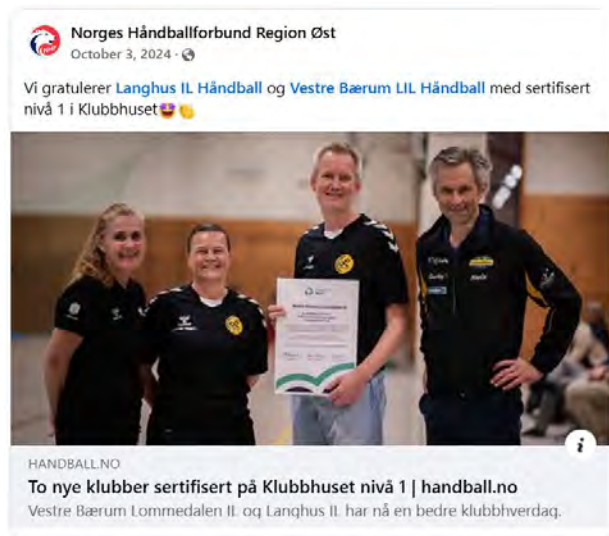 Norges Håndballforbund Region Øst
October 3, 2024 ·
Vi gratulerer Langhus IL Håndball og Vestre Bærum LIL Håndball med sertifisert
nivå 1 i Klubbhuset🤩👏
i
HANDBALL.NO
To nye klubber sertifisert på Klubbhuset nivå 1 | handball.no
Vestre Bærum Lommedalen IL og Langhus IL har nå en bedre klubbhverdag.